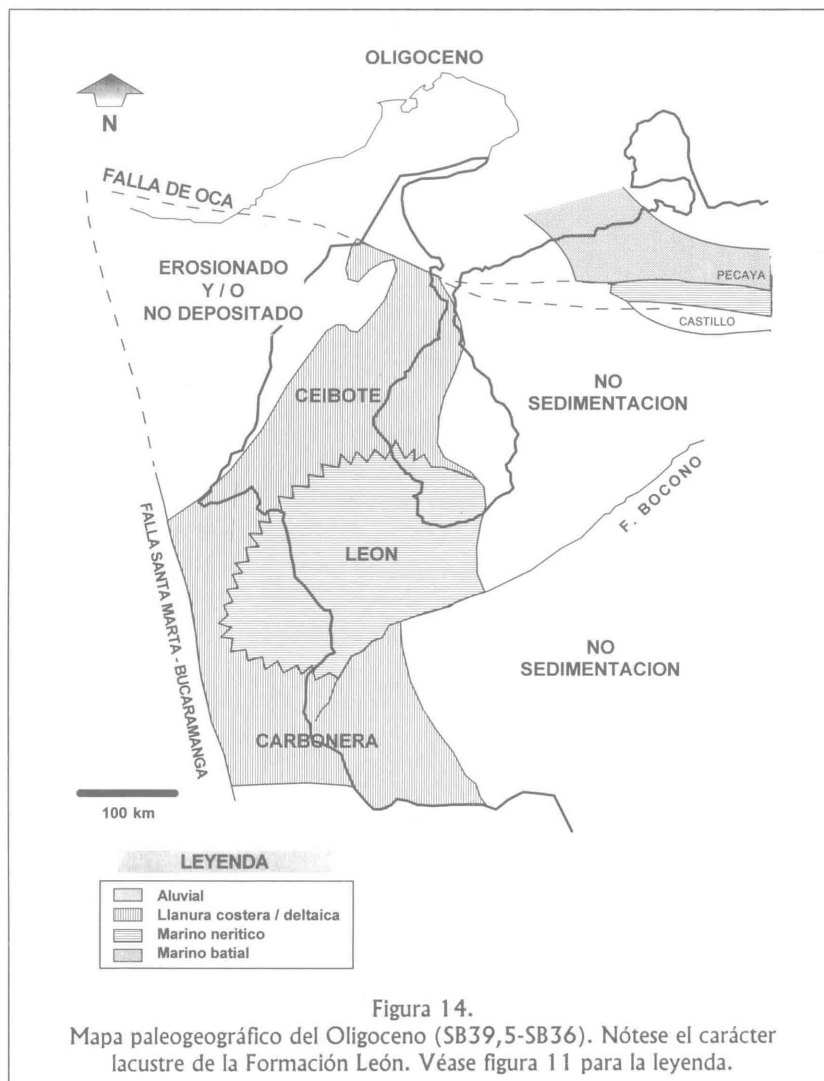 OLIGOCENO
N
FALLA DE OCA
EROSIONADO
Y / O
NO DEPOSITADO
PECAYA
CASTILLO
CEIBOTE
NO
SEDIMENTACION
F. BOCONO
LEON
FALLA SANTA MARTA - BUCARAMANGA
NO
SEDIMENTACION
CARBONERA
100 km
LEYENDA
Aluvial
Llanura costera / deltaica
Marino neritico
Marino batial
Figura 14.
Mapa paleogeográfico del Oligoceno (SB39,5-SB36). Nótese el carácter
lacustre de la Formación León. Véase figura 11 para la leyenda.